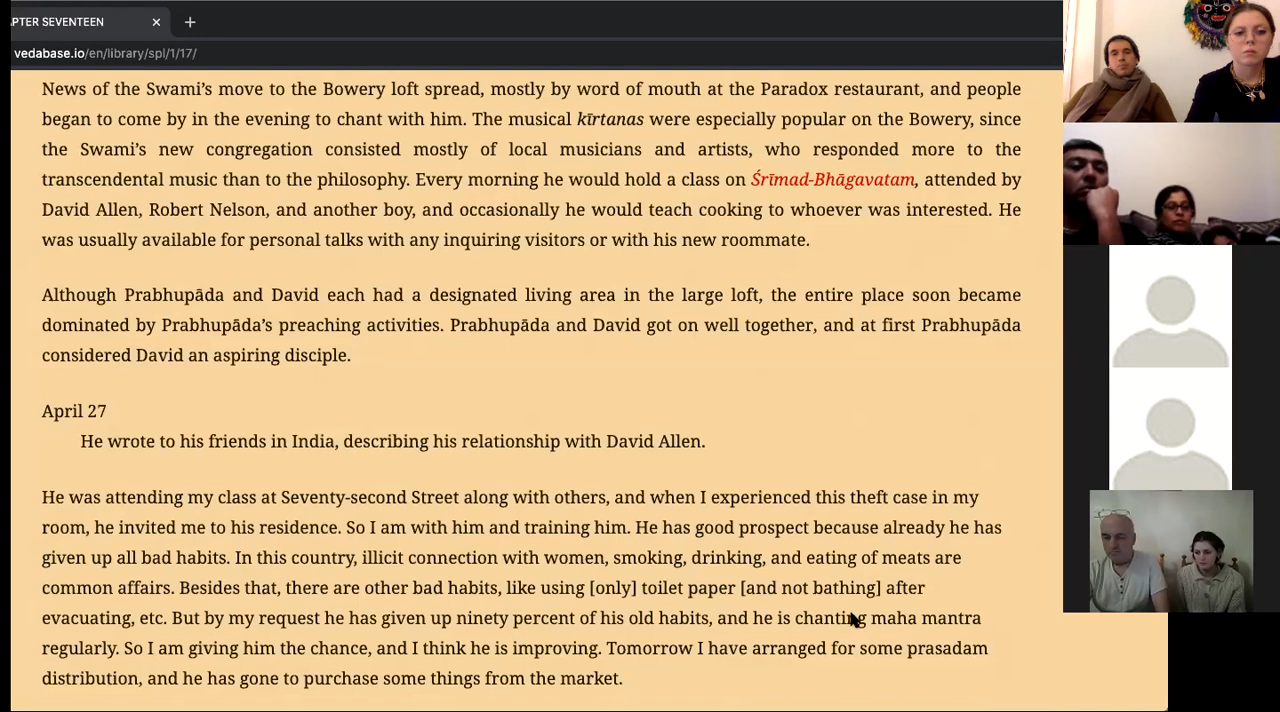 PTER SEVENTEEN
vedabase.io/en/library/spl/1/17/
News of the Swami’s move to the Bowery loft spread, mostly by word of mouth at the Paradox restaurant, and people
began to come by in the evening to chant with him. The musical kīrtanas were especially popular on the Bowery, since
the Swami’s new congregation consisted mostly of local musicians and artists, who responded more to the
transcendental music than to the philosophy. Every morning he would hold a class on Śrīmad-Bhāgavatam, attended by
David Allen, Robert Nelson, and another boy, and occasionally he would teach cooking to whoever was interested. He
was usually available for personal talks with any inquiring visitors or with his new roommate.
Although Prabhupāda and David each had a designated living area in the large loft, the entire place soon became
dominated by Prabhupāda’s preaching activities. Prabhupāda and David got on well together, and at first Prabhupāda
considered David an aspiring disciple.
April 27
He wrote to his friends in India, describing his relationship with David Allen.
He was attending my class at Seventy-second Street along with others, and when I experienced this theft case in my
room, he invited me to his residence. So I am with him and training him. He has good prospect because already he has
given up all bad habits. In this country, illicit connection with women, smoking, drinking, and eating of meats are
common affairs. Besides that, there are other bad habits, like using [only] toilet paper [and not bathing] after
evacuating, etc. But by my request he has given up ninety percent of his old habits, and he is chanting maha mantra
regularly. So I am giving him the chance, and I think he is improving. Tomorrow I have arranged for some prasadam
distribution, and he has gone to purchase some things from the market.